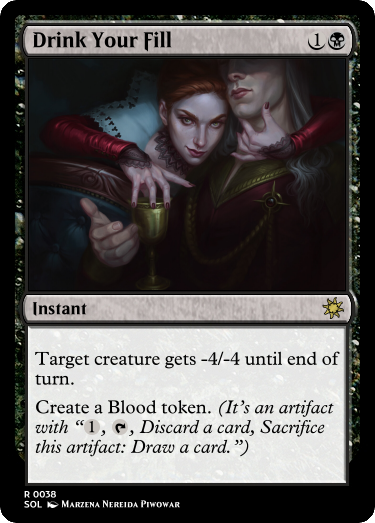 Drink Your Fill 1
Instant
Target creature gets -4/-4 until end of
turn.
Create a Blood token. (It's an artifact
with “1, , Discard a card, Sacrifice
this artifact: Draw a card.”)
R 0038
SOL Marzena Nereida Piwowar